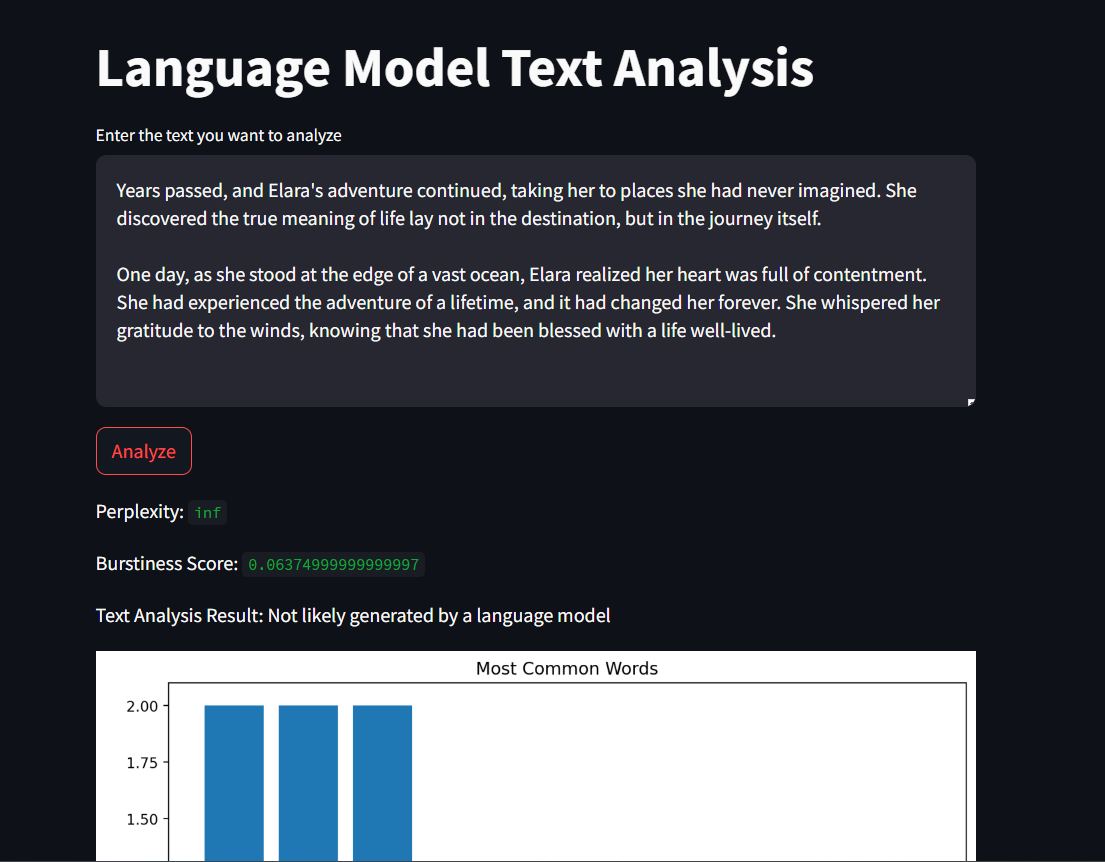 Language Model Text Analysis
Enter the text you want to analyze
Years passed, and Elara's adventure continued, taking her to places she had never imagined. She
discovered the true meaning of life lay not in the destination, but in the journey itself.
One day, as she stood at the edge of a vast ocean, Elara realized her heart was full of contentment.
She had experienced the adventure of a lifetime, and it had changed her forever. She whispered her
gratitude to the winds, knowing that she had been blessed with a life well-lived.
Analyze
Perplexity: inf
Burstiness Score: 0.06374999999999997
Text Analysis Result: Not likely generated by a language model
Most Common Words
2.00
1.75
1.50